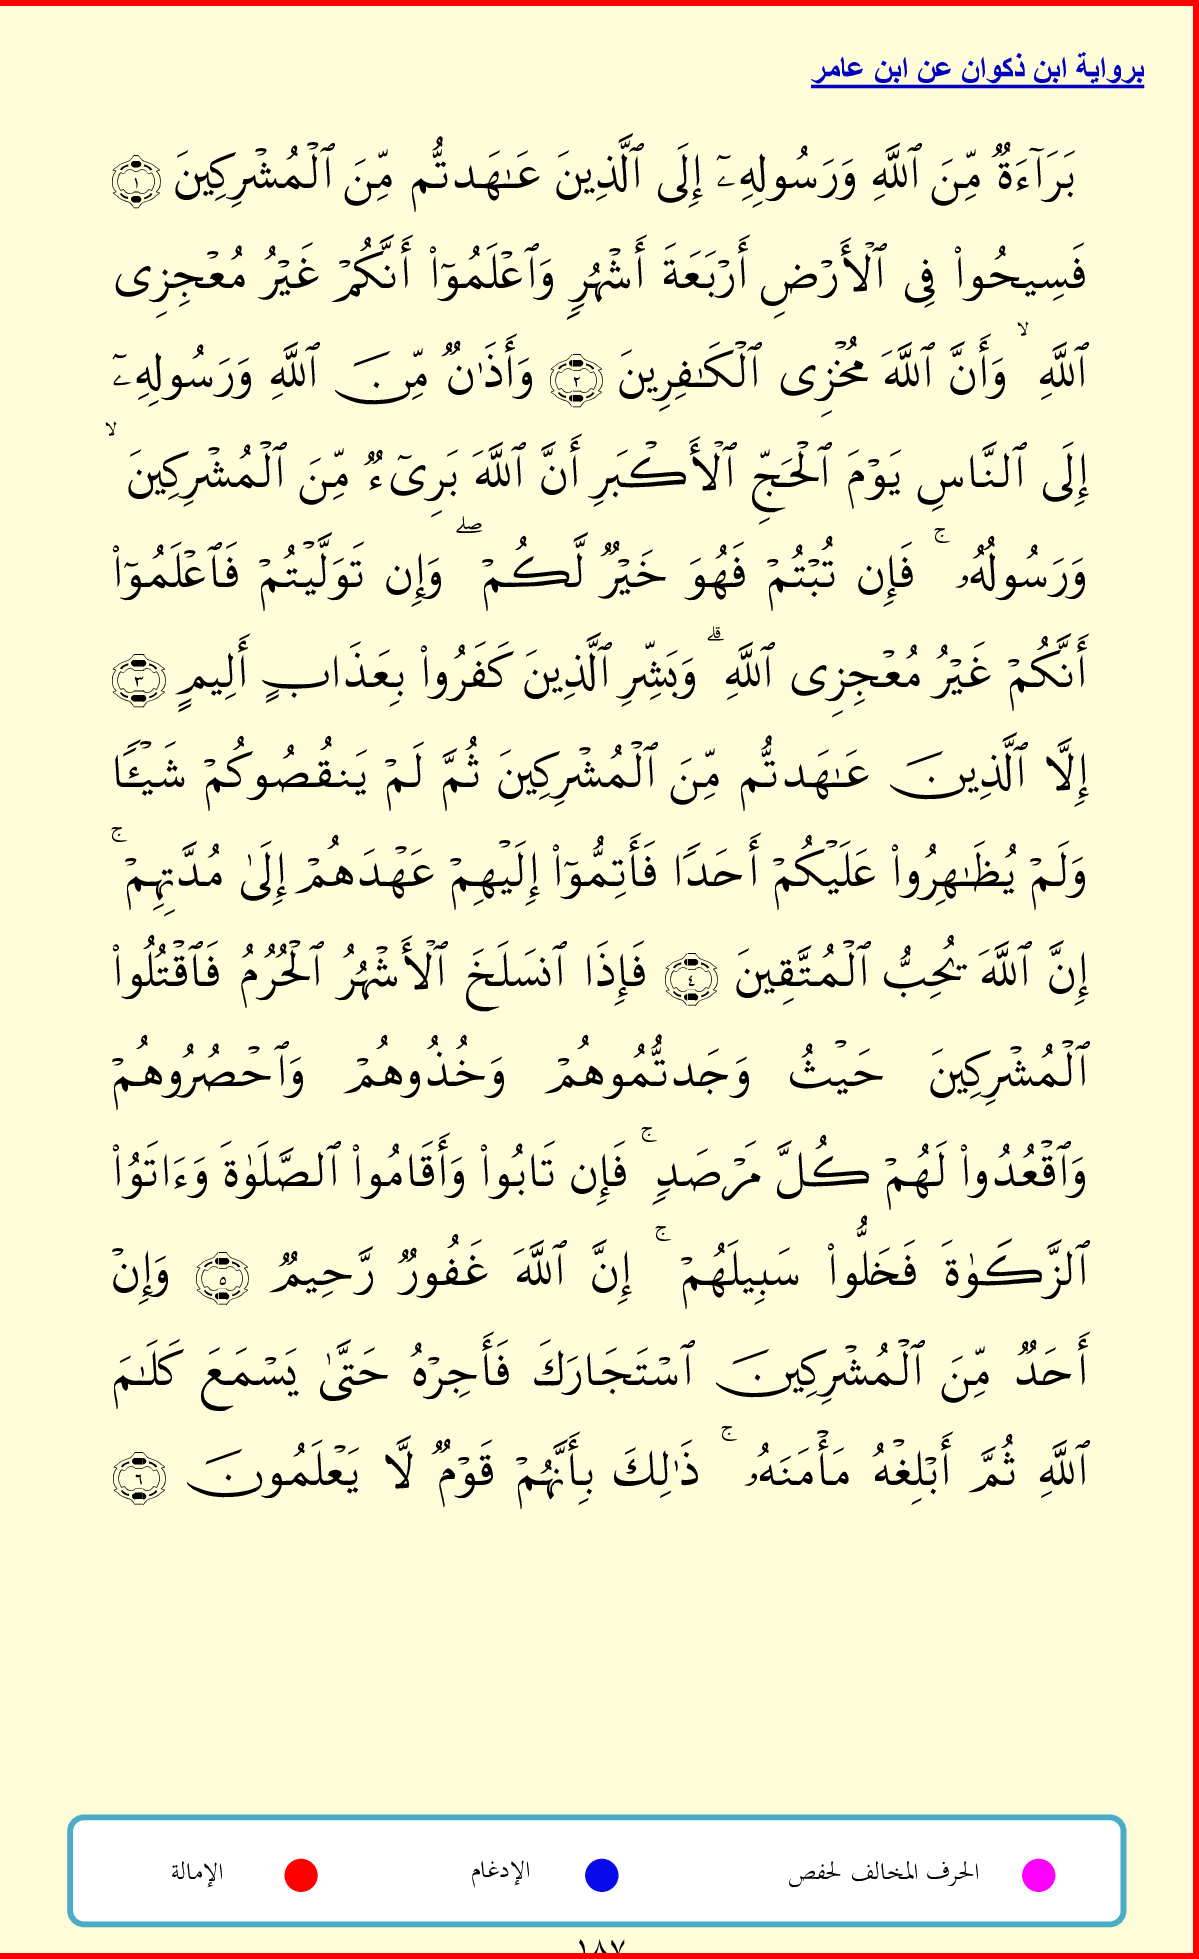 برواية ابن ذكوان عن ابن عامر
بَرَآءَةٌ مِّنَ ٱللَّهِ وَرَسُولِهِۦٓ إِلَى ٱلَّذِينَ عَـٰهَدتُّم مِّنَ ٱلْمُشْرِكِينَ ١
فَسِيحُوا۟ فِى ٱلْأَرْضِ أَرْبَعَةَ أَشْهُرٍ وَٱعْلَمُوٓا۟ أَنَّكُمْ غَيْرُ مُعْجِزِى
ٱللَّهِ ۙ وَأَنَّ ٱللَّهَ مُخْزِى ٱلْكَـٰفِرِينَ ٢ وَأَذَٰنٌ مِّنَ ٱللَّهِ وَرَسُولِهِۦٓ
إِلَى ٱلنَّاسِ يَوْمَ ٱلْحَجِّ ٱلْأَكْبَرِ أَنَّ ٱللَّهَ بَرِىٓءٌ مِّنَ ٱلْمُشْرِكِينَ ۙ
وَرَسُولُهُۥ ۚ فَإِن تُبْتُمْ فَهُوَ خَيْرٌ لَّكُمْ ۖ وَإِن تَوَلَّيْتُمْ فَٱعْلَمُوٓا۟
أَنَّكُمْ غَيْرُ مُعْجِزِى ٱللَّهِ ۗ وَبَشِّرِ ٱلَّذِينَ كَفَرُوا۟ بِعَذَابٍ أَلِيمٍ ٣
إِلَّا ٱلَّذِينَ عَـٰهَدتُّم مِّنَ ٱلْمُشْرِكِينَ ثُمَّ لَمْ يَنقُصُوكُمْ شَيْـًٔا
وَلَمْ يُظَـٰهِرُوا۟ عَلَيْكُمْ أَحَدًا فَأَتِمُّوٓا۟ إِلَيْهِمْ عَهْدَهُمْ إِلَىٰ مُدَّتِهِمْ ۚ
إِنَّ ٱللَّهَ يُحِبُّ ٱلْمُتَّقِينَ ٤ فَإِذَا ٱنسَلَخَ ٱلْأَشْهُرُ ٱلْحُرُمُ فَٱقْتُلُوا۟
ٱلْمُشْرِكِينَ حَيْثُ وَجَدتُّمُوهُمْ وَخُذُوهُمْ وَٱحْصُرُوهُمْ
وَٱقْعُدُوا۟ لَهُمْ كُلَّ مَرْصَدٍ ۚ فَإِن تَابُوا۟ وَأَقَامُوا۟ ٱلصَّلَوٰةَ وَءَاتَوُا۟
ٱلزَّكَوٰةَ فَخَلُّوا۟ سَبِيلَهُمْ ۚ إِنَّ ٱللَّهَ غَفُورٌ رَّحِيمٌ ٥ وَإِنْ
أَحَدٌ مِّنَ ٱلْمُشْرِكِينَ ٱسْتَجَارَكَ فَأَجِرْهُ حَتَّىٰ يَسْمَعَ كَلَـٰمَ
ٱللَّهِ ثُمَّ أَبْلِغْهُ مَأْمَنَهُۥ ۚ ذَٰلِكَ بِأَنَّهُمْ قَوْمٌ لَّا يَعْلَمُونَ ٦
الحرف المخالف لحفص الإدغام الإمالة
١٨٧